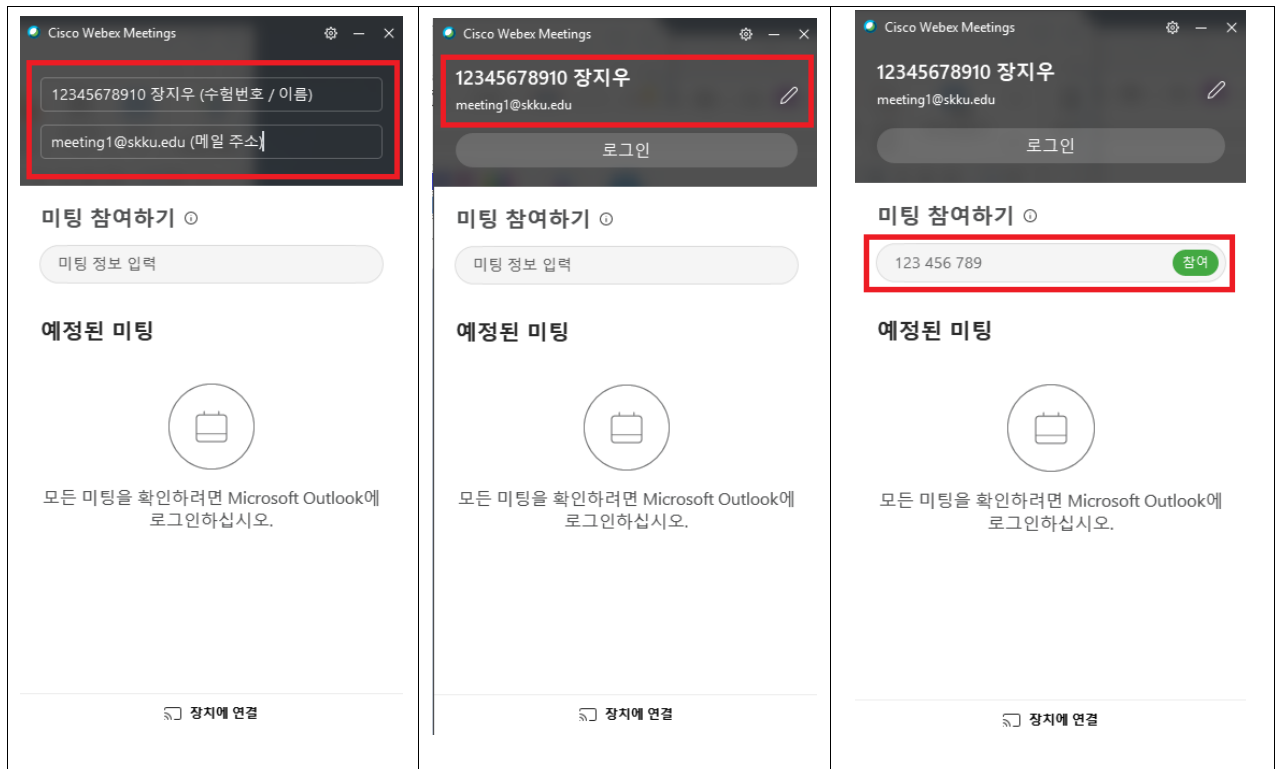 Cisco Webex Meetings
12345678910 장지우 (수험번호 / 이름)
meeting1@skku.edu (메일 주소)
미팅 참여하기
미팅 정보 입력
예정된 미팅
모든 미팅을 확인하려면 Microsoft Outlook에
로그인하십시오.
장치에 연결
Cisco Webex Meetings
12345678910 장지우
meeting1@skku.edu
로그인
미팅 참여하기
미팅 정보 입력
예정된 미팅
모든 미팅을 확인하려면 Microsoft Outlook에
로그인하십시오.
장치에 연결
Cisco Webex Meetings
12345678910 장지우
meeting1@skku.edu
로그인
미팅 참여하기
123 456 789 참여
예정된 미팅
모든 미팅을 확인하려면 Microsoft Outlook에
로그인하십시오.
장치에 연결